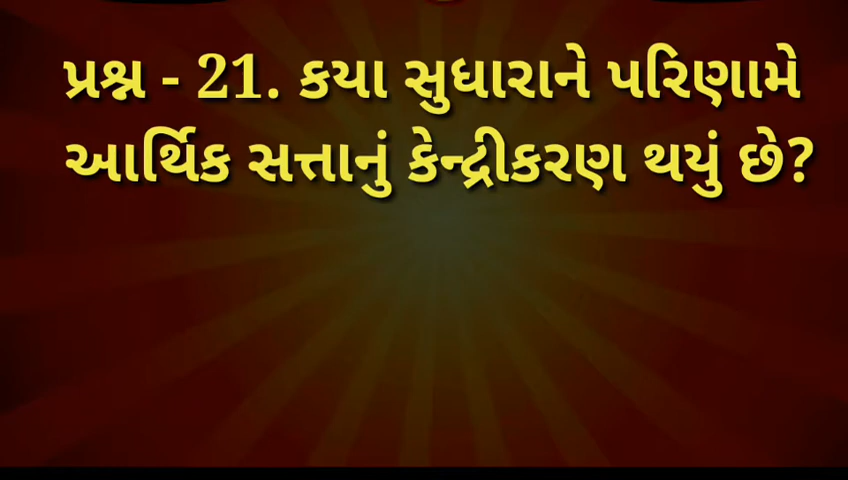 પ્રશ્ન - 21. કયા સુધારાને પરિણામે
આર્થિક સત્તાનું કેન્દ્રીકરણ થયું છે?